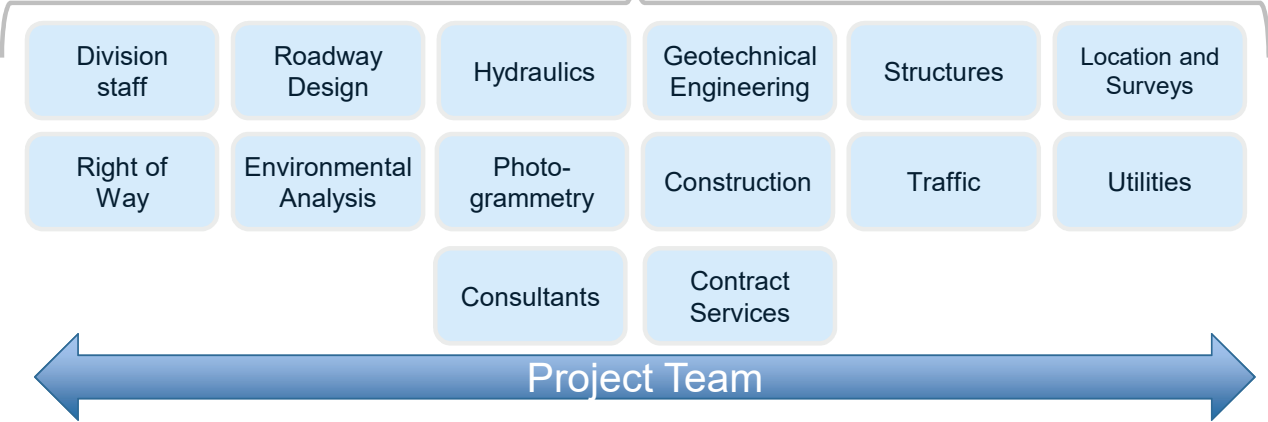 Division
staff
Roadway
Design
Hydraulics
Geotechnical
Engineering
Structures
Location and
Surveys
Right of
Way
Environmental
Analysis
Photo-
grammetry
Construction
Traffic
Utilities
Consultants
Contract
Services
Project Team